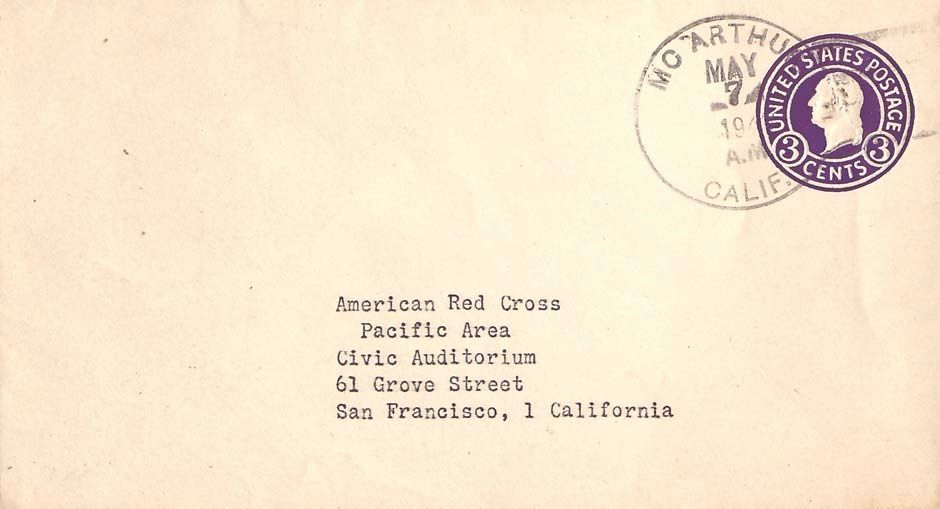 MC ARTHU
MAY
7
19
A.M
CALIF.
UNITED STATES POSTAGE
3 CENTS 3
American Red Cross
Pacific Area
Civic Auditorium
61 Grove Street
San Francisco, 1 California